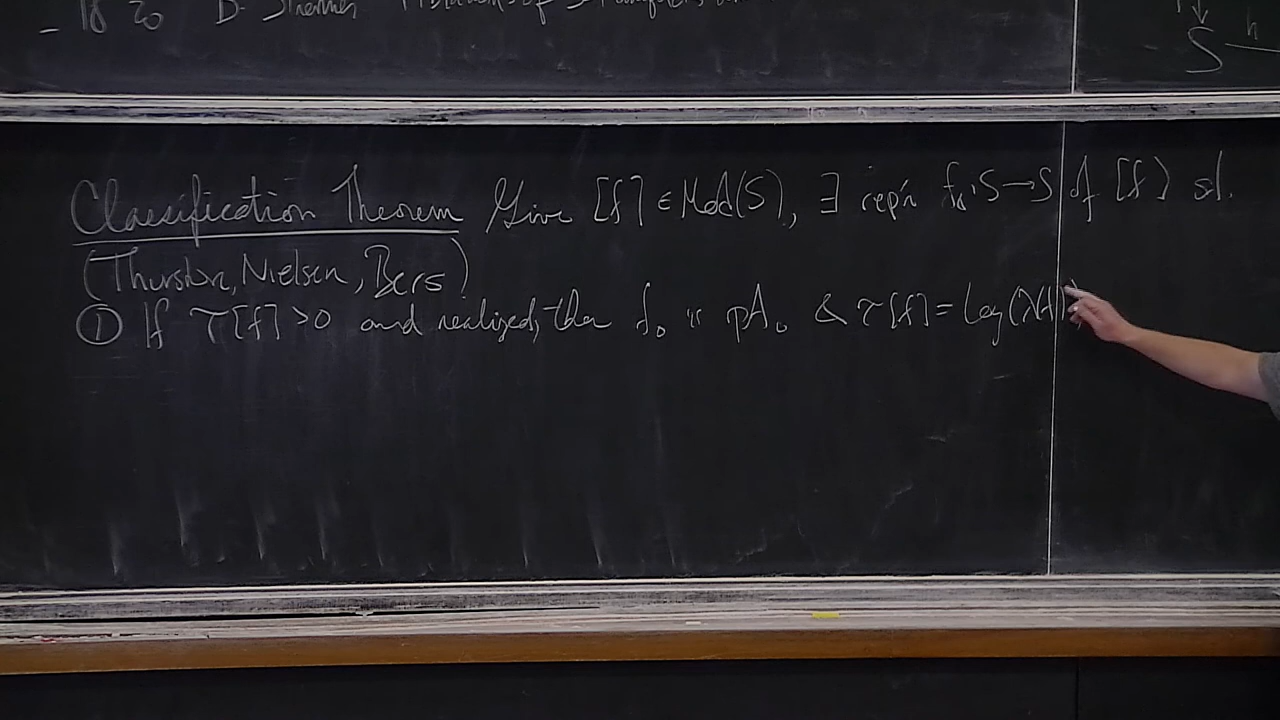 S
h
Classification Theorem Given [f] ∈ Mod(S), ∃ rep'n f₀: S → S of [f] s.t.
(Thurston, Nielsen, Bers)
① If τ[f] > 0 and realized, then f₀ is pA. & τ[f] = log(λ(f))